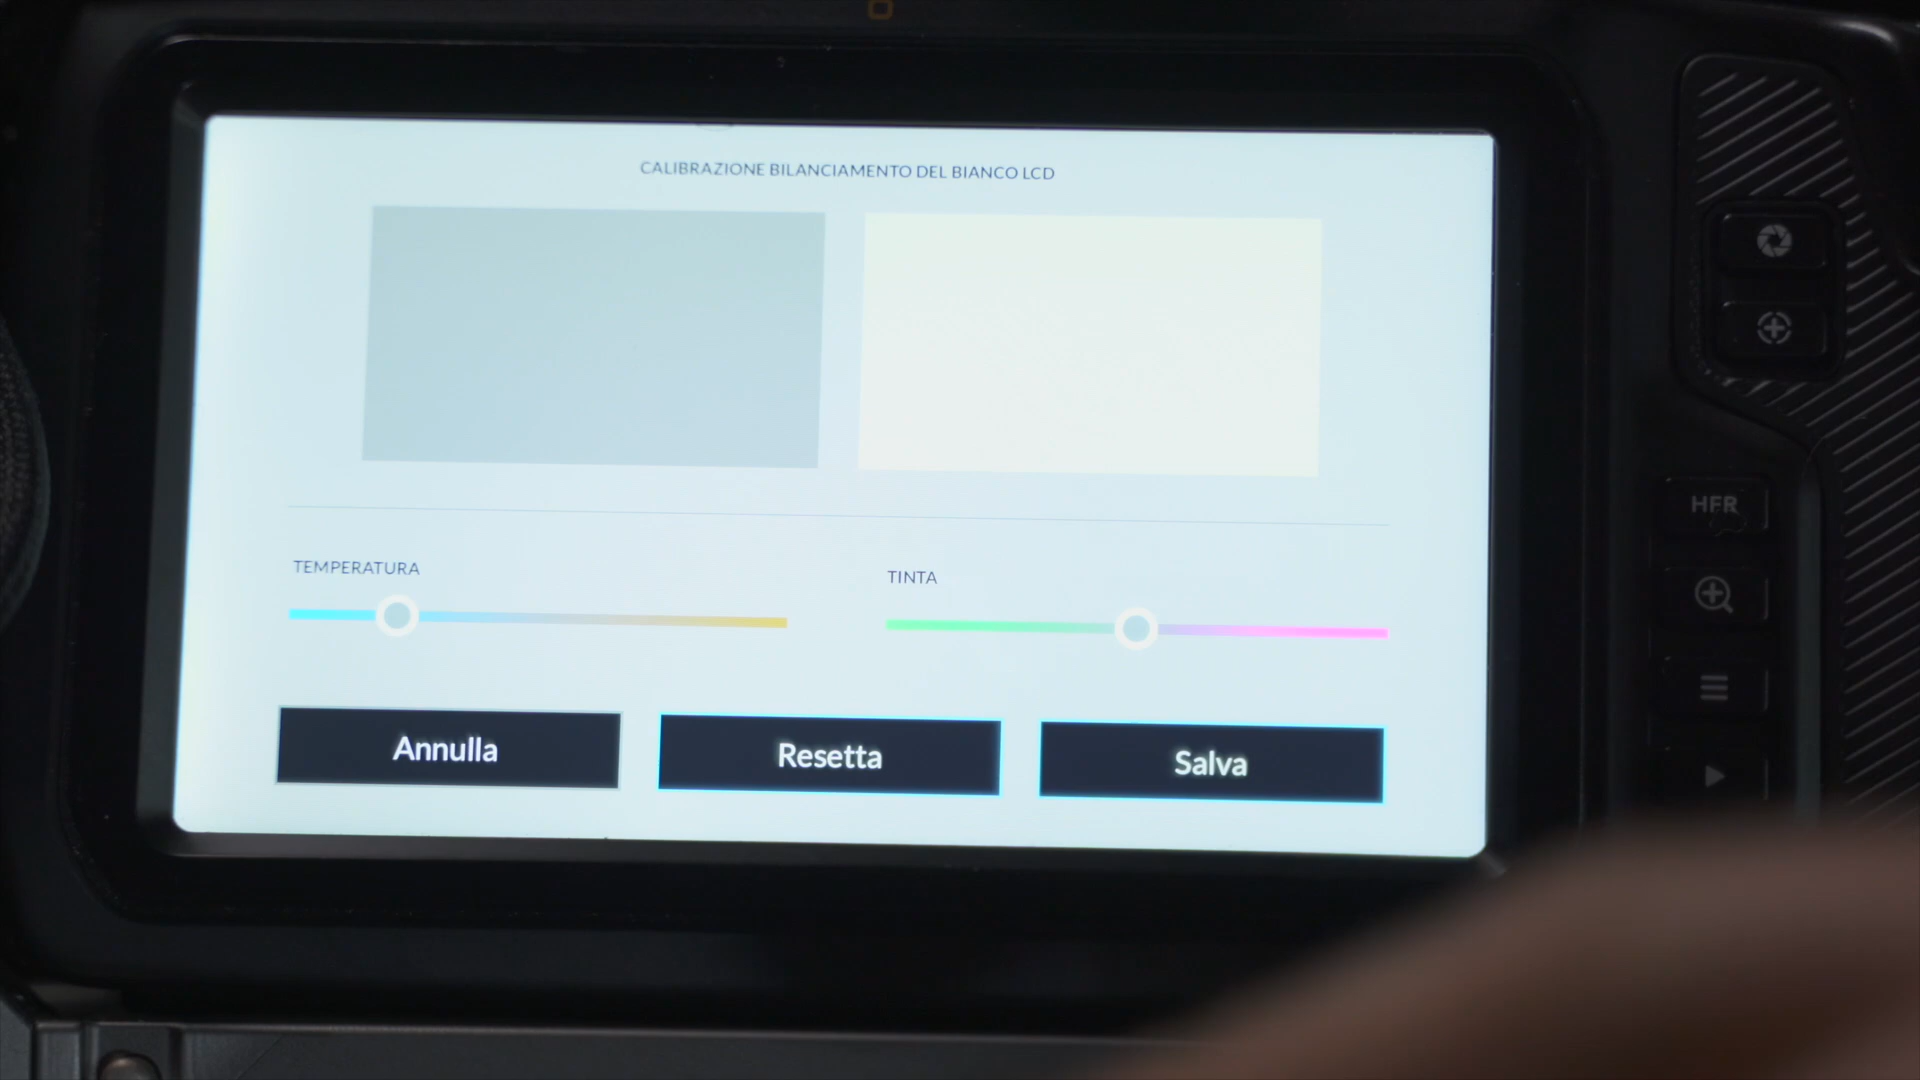 CALIBRAZIONE BILANCIAMENTO DEL BIANCO LCD
HFR
TEMPERATURA
TINTA
Annulla
Resetta
Salva